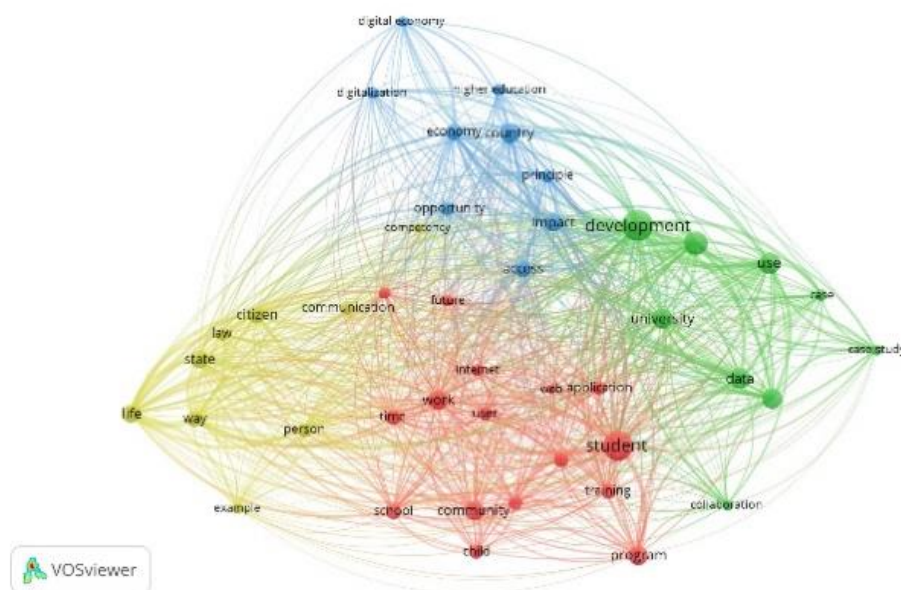 digital economy
digitalization
higher education
economy
country
principle
opportunity
impact
competency
development
access
use
case
communication
future
citizen
law
university
state
case study
internet
data
web
application
work
life
way
time
user
person
student
training
example
school
community
collaboration
child
program
VOSviewer